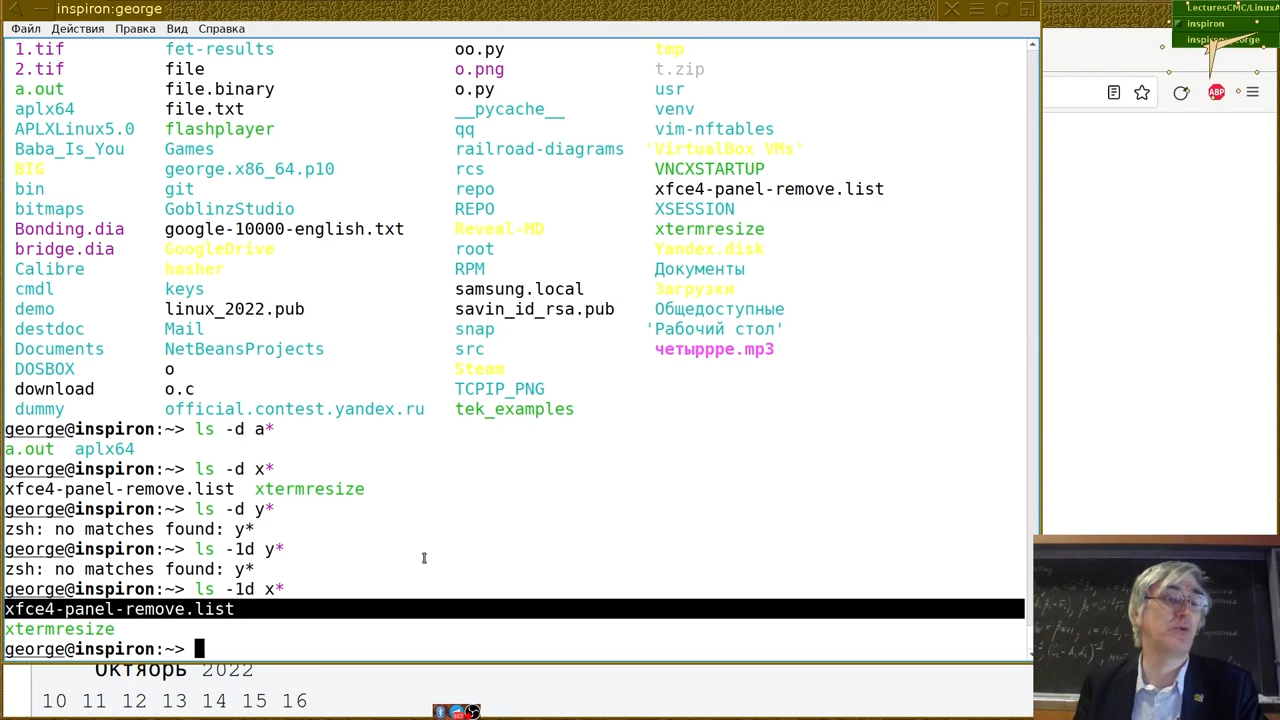 inspiron:george
LecturesCMC/LinuxA
inspiron
inspiron:george
Файл Действия Правка Вид Справка
ABP
1.tif fet-results oo.py tmp
2.tif file o.png t.zip
a.out file.binary o.py usr
aplx64 file.txt __pycache__ venv
APLXLinux5.0 flashplayer qq vim-nftables
Baba_Is_You Games railroad-diagrams 'VirtualBox VMs'
BIG george.x86_64.p10 rcs VNCXSTARTUP
bin git repo xfce4-panel-remove.list
bitmaps GoblinzStudio REPO XSESSION
Bonding.dia google-10000-english.txt Reveal-MD xtermresize
bridge.dia GoogleDrive root Yandex.disk
Calibre hasher RPM Документы
cmdl keys samsung.local Загрузки
demo linux_2022.pub savin_id_rsa.pub Общедоступные
destdoc Mail snap 'Рабочий стол'
Documents NetBeansProjects src четырpре.mp3
DOSBOX o Steam
download o.c TCPIP_PNG
dummy official.contest.yandex.ru tek_examples
george@inspiron:~> ls -d a*
a.out aplx64
george@inspiron:~> ls -d x*
xfce4-panel-remove.list xtermresize
george@inspiron:~> ls -d y*
zsh: no matches found: y*
george@inspiron:~> ls -1d y*
zsh: no matches found: y*
george@inspiron:~> ls -1d x*
xfce4-panel-remove.list
xtermresize
george@inspiron:~>
Октябрь 2022
10 11 12 13 14 15 16